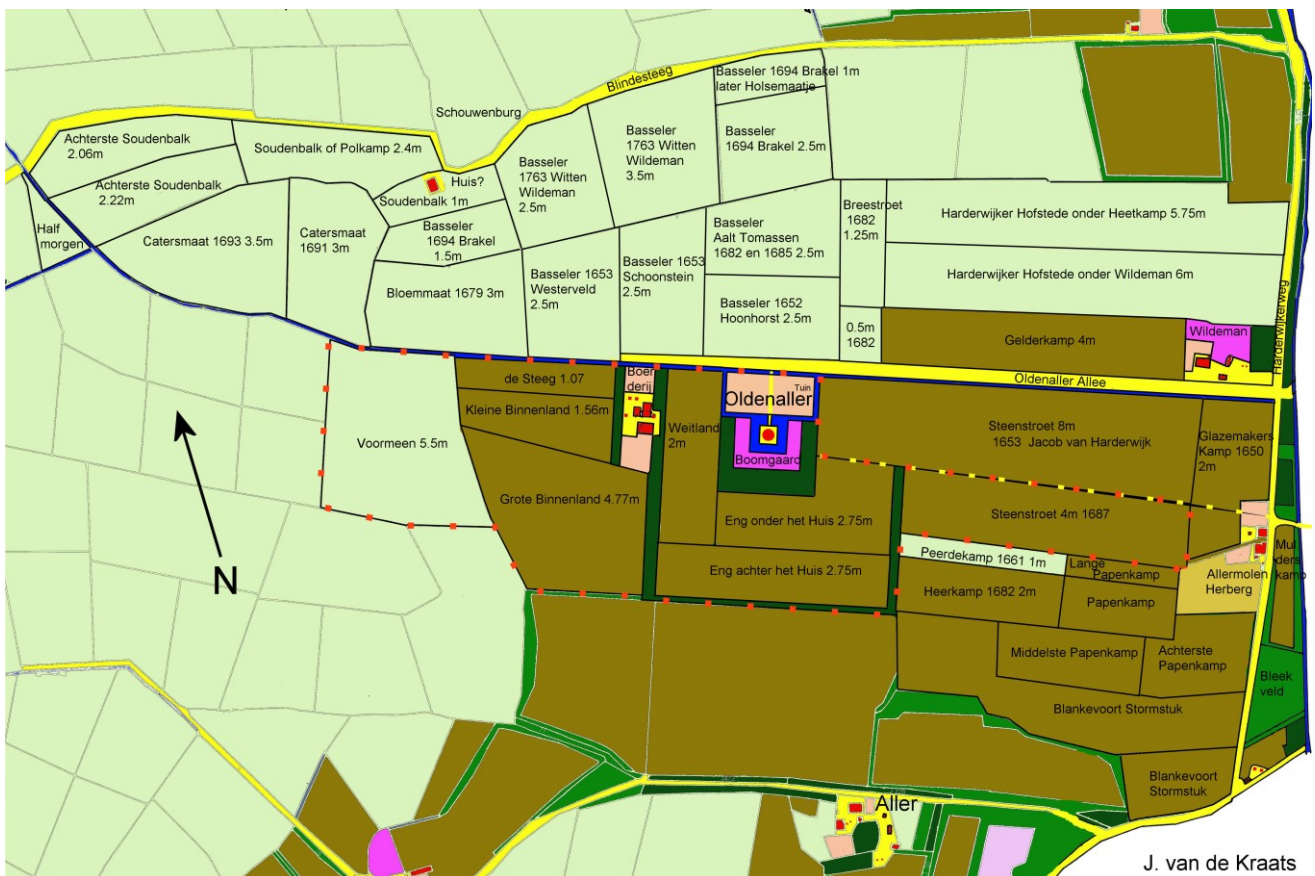 Basseler 1694 Brakel 1m
later Holsemaatje
Blindesteeg
Schouwenburg
Achterste Soudenbalk
2.06m
Soudenbalk of Polkamp 2.4m
Basseler
1763 Witten
Wildeman
3.5m
Basseler
1694 Brakel 2.5m
Achterste Soudenbalk
2.22m
Huis?
Soudenbalk 1m
Basseler
1763 Witten
Wildeman
2.5m
Half
morgen
Catersmaat 1693 3.5m
Catersmaat
1691 3m
Basseler
1694 Brakel
1.5m
Basseler
Aalt Tomassen
1682 en 1685 2.5m
Breestroet
1682
1.25m
Harderwijker Hofstede onder Heetkamp 5.75m
Bloemmaat 1679 3m
Basseler 1653
Westerveld
2.5m
Basseler 1653
Schoonstein
2.5m
Basseler 1652
Hoonhorst 2.5m
Harderwijker Hofstede onder Wildeman 6m
0.5m
1682
Gelderkamp 4m
Wildeman
Harderwijkerweg
Oldenaller Allee
de Steeg 1.07
Boer
derij
Tuin
Oldenaller
Kleine Binnenland 1.56m
Voormeen 5.5m
Weitland
2m
Boomgaard
Steenstroet 8m
1653 Jacob van Harderwijk
Glazemakers
Kamp 1650
2m
Grote Binnenland 4.77m
Eng onder het Huis 2.75m
Steenstroet 4m 1687
N
Eng achter het Huis 2.75m
Peerdekamp 1661 1m
Lange
Papenkamp
Heerkamp 1682 2m
Papenkamp
Allermolen
Herberg
Mul
ders
kamp
Middelste Papenkamp
Achterste
Papenkamp
Bleek
veld
Blankevoort Stormstuk
Blankevoort
Stormstuk
Aller
J. van de Kraats